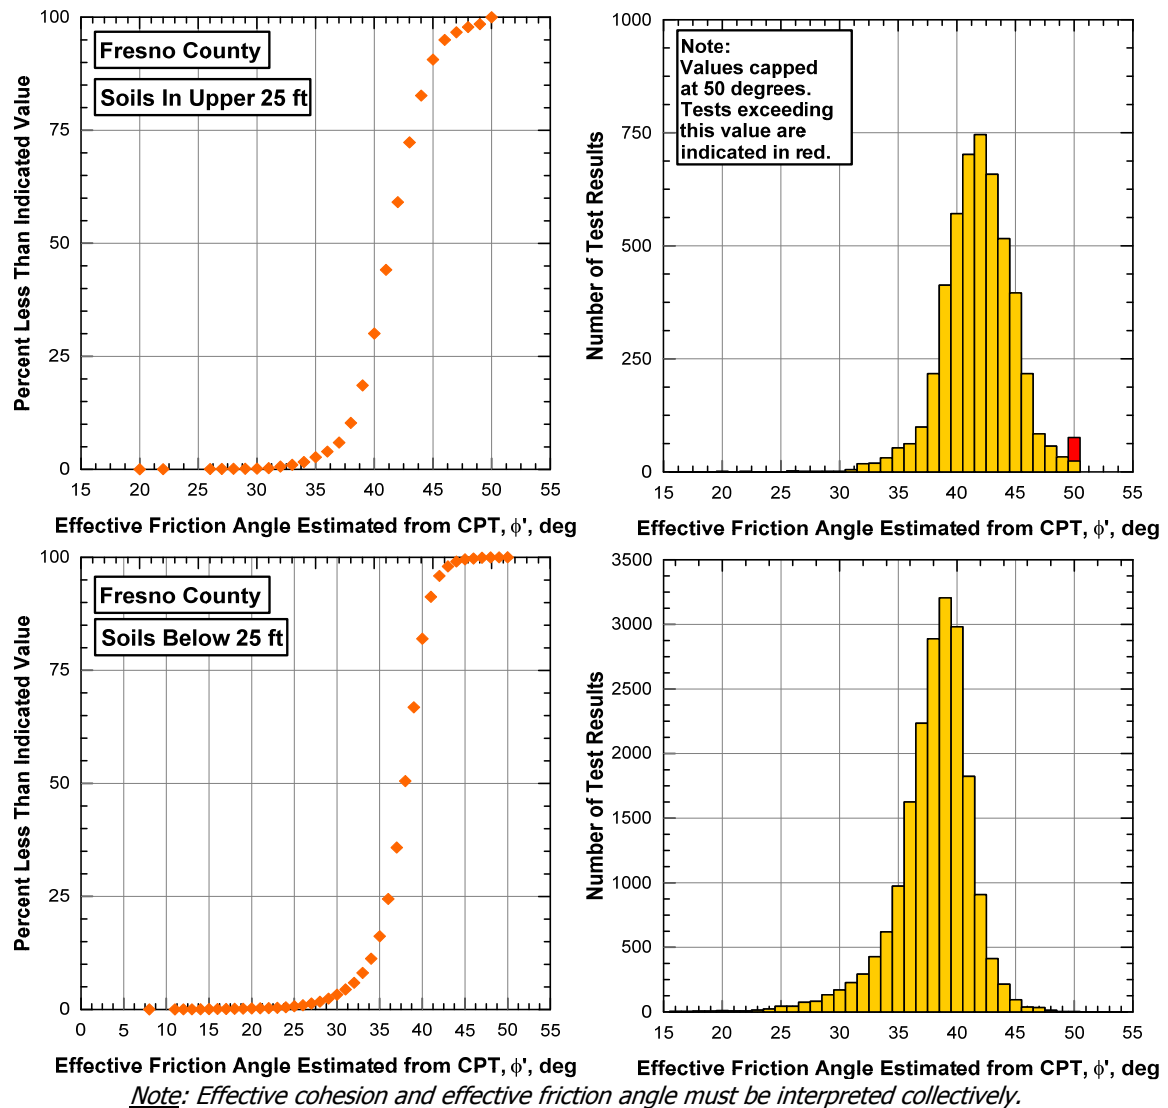 Fresno County
Soils In Upper 25 ft
Percent Less Than Indicated Value
100
75
50
25
0
15 20 25 30 35 40 45 50 55
Effective Friction Angle Estimated from CPT, ϕ', deg
Note:
Values capped
at 50 degrees.
Tests exceeding
this value are
indicated in red.
Number of Test Results
1000
750
500
250
0
15 20 25 30 35 40 45 50 55
Effective Friction Angle Estimated from CPT, ϕ', deg
Fresno County
Soils Below 25 ft
Percent Less Than Indicated Value
100
75
50
25
0
0 5 10 15 20 25 30 35 40 45 50 55
Effective Friction Angle Estimated from CPT, ϕ', deg
Number of Test Results
3500
3000
2500
2000
1500
1000
500
0
15 20 25 30 35 40 45 50 55
Effective Friction Angle Estimated from CPT, ϕ', deg
Note: Effective cohesion and effective friction angle must be interpreted collectively.